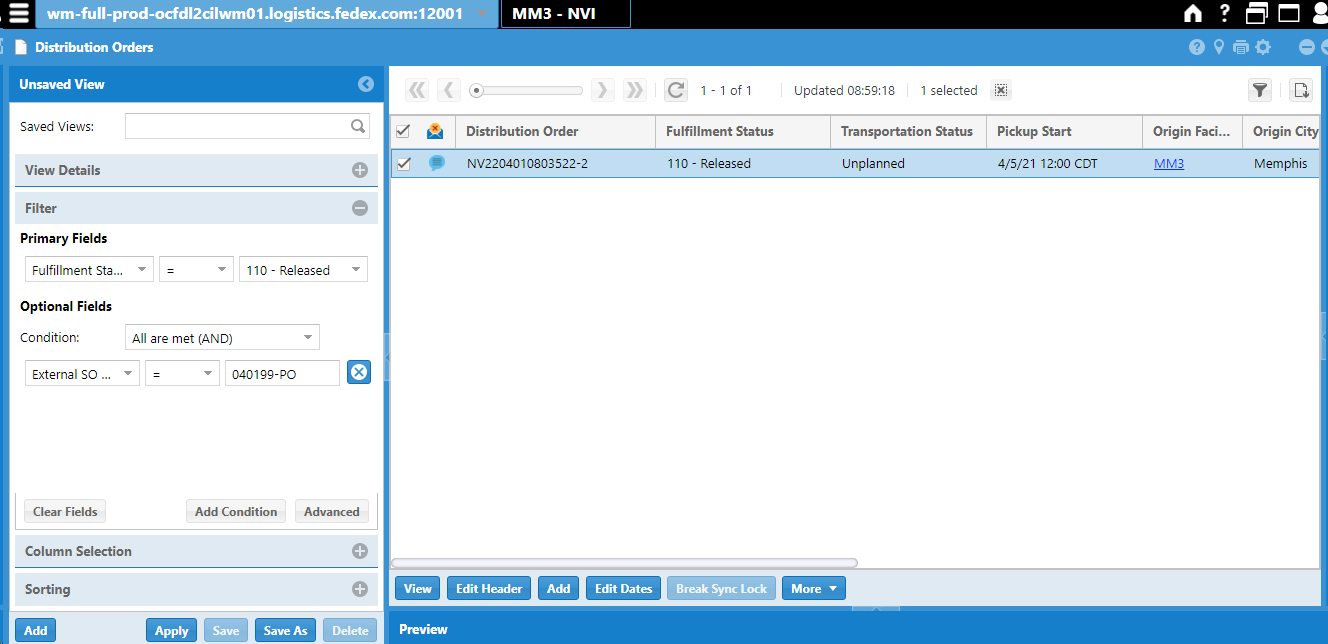 wm-full-prod-ocfdl2cilwm01.logistics.fedex.com:12001
MM3 - NVI
Distribution Orders
Unsaved View
1 - 1 of 1
Updated 08:59:18
1 selected
Saved Views:
Distribution Order
Fulfillment Status
Transportation Status
Pickup Start
Origin Faci...
Origin City
NV2204010803522-2
110 - Released
Unplanned
4/5/21 12:00 CDT
MM3
Memphis
View Details
Filter
Primary Fields
Fulfillment Sta...
=
110 - Released
Optional Fields
Condition:
All are met (AND)
External SO ...
=
040199-PO
Clear Fields
Add Condition
Advanced
Column Selection
Sorting
View
Edit Header
Add
Edit Dates
Break Sync Lock
More
Add
Apply
Save
Save As
Delete
Preview